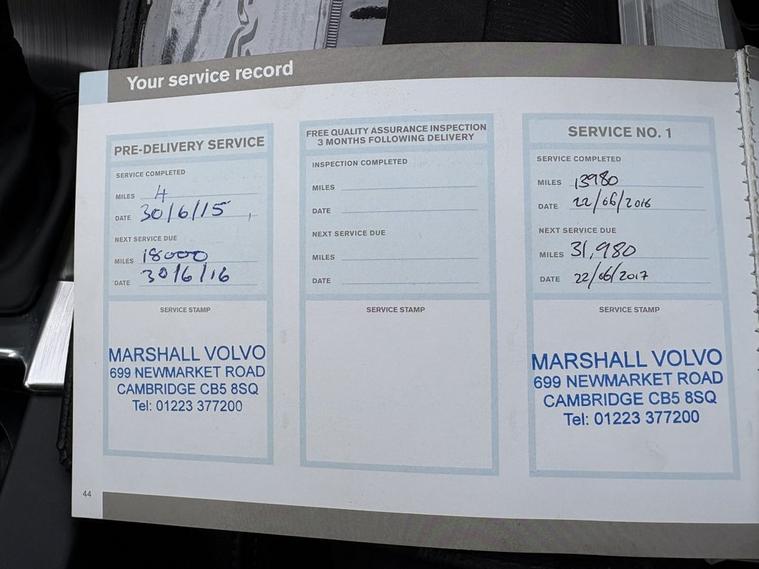 Your service record
PRE-DELIVERY SERVICE
SERVICE COMPLETED
MILES 4
DATE 30/6/15
NEXT SERVICE DUE
MILES 18000
DATE 30/6/16
SERVICE STAMP
MARSHALL VOLVO
699 NEWMARKET ROAD
CAMBRIDGE CB5 8SQ
Tel: 01223 377200
FREE QUALITY ASSURANCE INSPECTION
3 MONTHS FOLLOWING DELIVERY
INSPECTION COMPLETED
MILES
DATE
NEXT SERVICE DUE
MILES
DATE
SERVICE STAMP
SERVICE NO. 1
SERVICE COMPLETED
MILES 13980
DATE 22/06/2016
NEXT SERVICE DUE
MILES 31,980
DATE 22/06/2017
SERVICE STAMP
MARSHALL VOLVO
699 NEWMARKET ROAD
CAMBRIDGE CB5 8SQ
Tel: 01223 377200
44